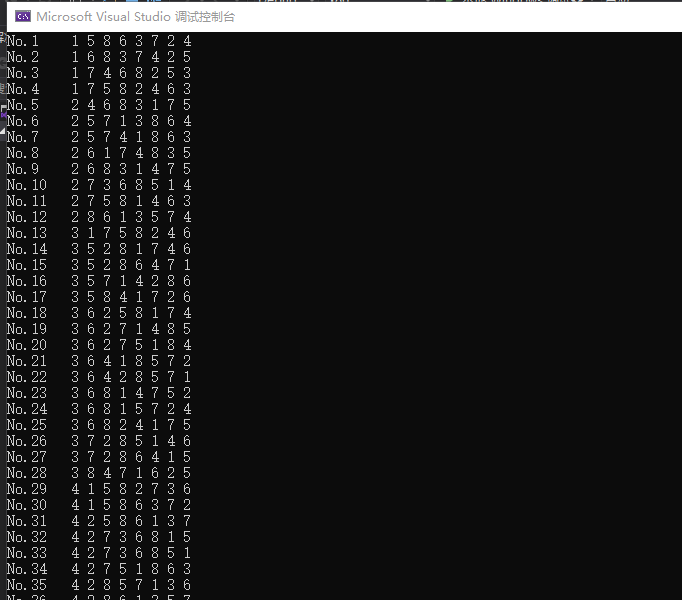 Microsoft Visual Studio 调试控制台
No.1 1 5 8 6 3 7 2 4
No.2 1 6 8 3 7 4 2 5
No.3 1 7 4 6 8 2 5 3
No.4 1 7 5 8 2 4 6 3
No.5 2 4 6 8 3 1 7 5
No.6 2 5 7 1 3 8 6 4
No.7 2 5 7 4 1 8 6 3
No.8 2 6 1 7 4 8 3 5
No.9 2 6 8 3 1 4 7 5
No.10 2 7 3 6 8 5 1 4
No.11 2 7 5 8 1 4 6 3
No.12 2 8 6 1 3 5 7 4
No.13 3 1 7 5 8 2 4 6
No.14 3 5 2 8 1 7 4 6
No.15 3 5 2 8 6 4 7 1
No.16 3 5 7 1 4 2 8 6
No.17 3 5 8 4 1 7 2 6
No.18 3 6 2 5 8 1 7 4
No.19 3 6 2 7 1 4 8 5
No.20 3 6 2 7 5 1 8 4
No.21 3 6 4 1 8 5 7 2
No.22 3 6 4 2 8 5 7 1
No.23 3 6 8 1 4 7 5 2
No.24 3 6 8 1 5 7 2 4
No.25 3 6 8 2 4 1 7 5
No.26 3 7 2 8 5 1 4 6
No.27 3 7 2 8 6 4 1 5
No.28 3 8 4 7 1 6 2 5
No.29 4 1 5 8 2 7 3 6
No.30 4 1 5 8 6 3 7 2
No.31 4 2 5 8 6 1 3 7
No.32 4 2 7 3 6 8 1 5
No.33 4 2 7 3 6 8 5 1
No.34 4 2 7 5 1 8 6 3
No.35 4 2 8 5 7 1 3 6
No.36 4 2 8 6 1 3 5 7